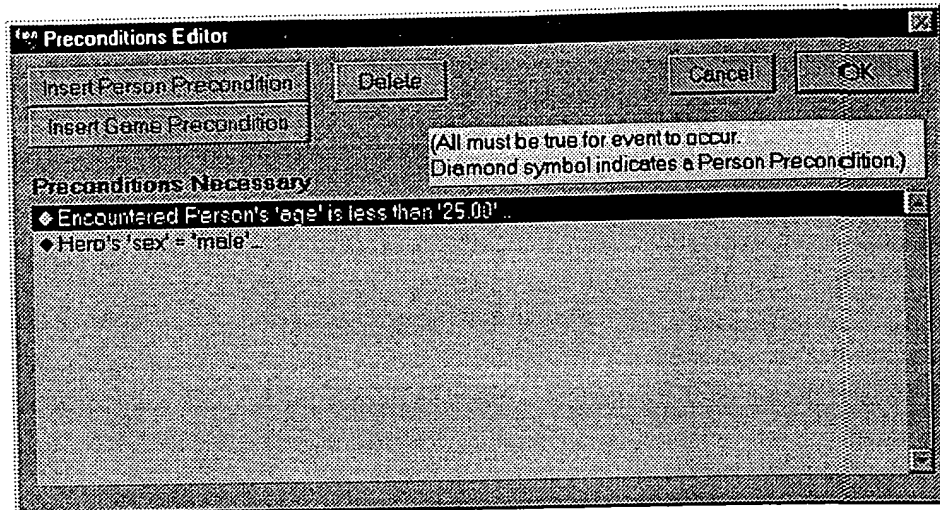 Preconditions Editor
Insert Person Precondition
Delete
Cancel
OK
Insert Game Precondition
(All must be true for event to occur.
Diamond symbol indicates a Person Precondition.)
Preconditions Necessary
◆ Encountered Person's 'age' is less than '25.00'...
◆ Hero's 'sex' = 'male'...